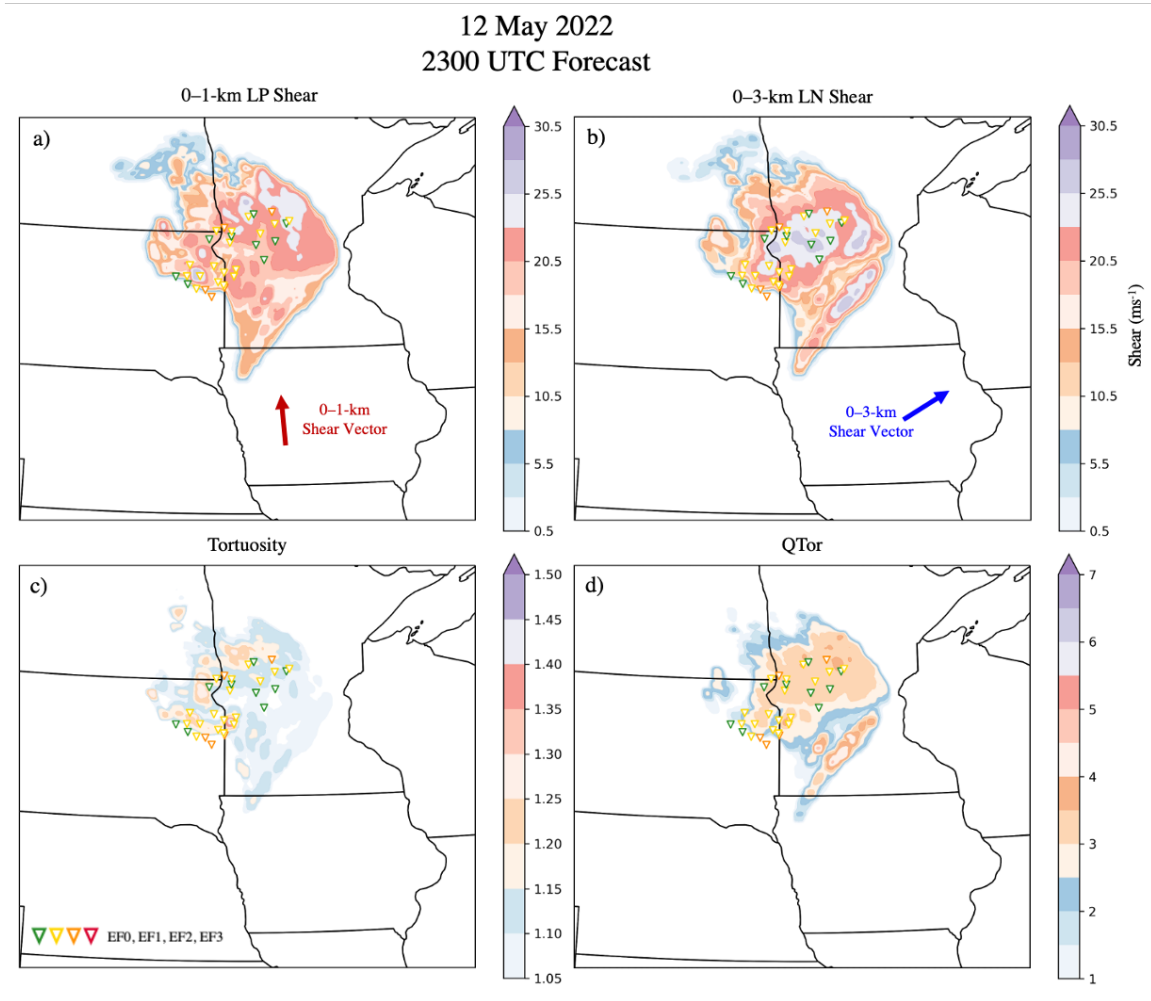 12 May 2022
2300 UTC Forecast
0–1-km LP Shear
0–3-km LN Shear
a)
30.5
25.5
20.5
15.5
10.5
5.5
0.5
0–1-km
Shear Vector
b)
30.5
25.5
20.5
15.5
10.5
5.5
0.5
Shear (ms-1)
0–3-km
Shear Vector
Tortuosity
QTor
c)
1.50
1.45
1.40
1.35
1.30
1.25
1.20
1.15
1.10
1.05
EF0, EF1, EF2, EF3
d)
7
6
5
4
3
2
1